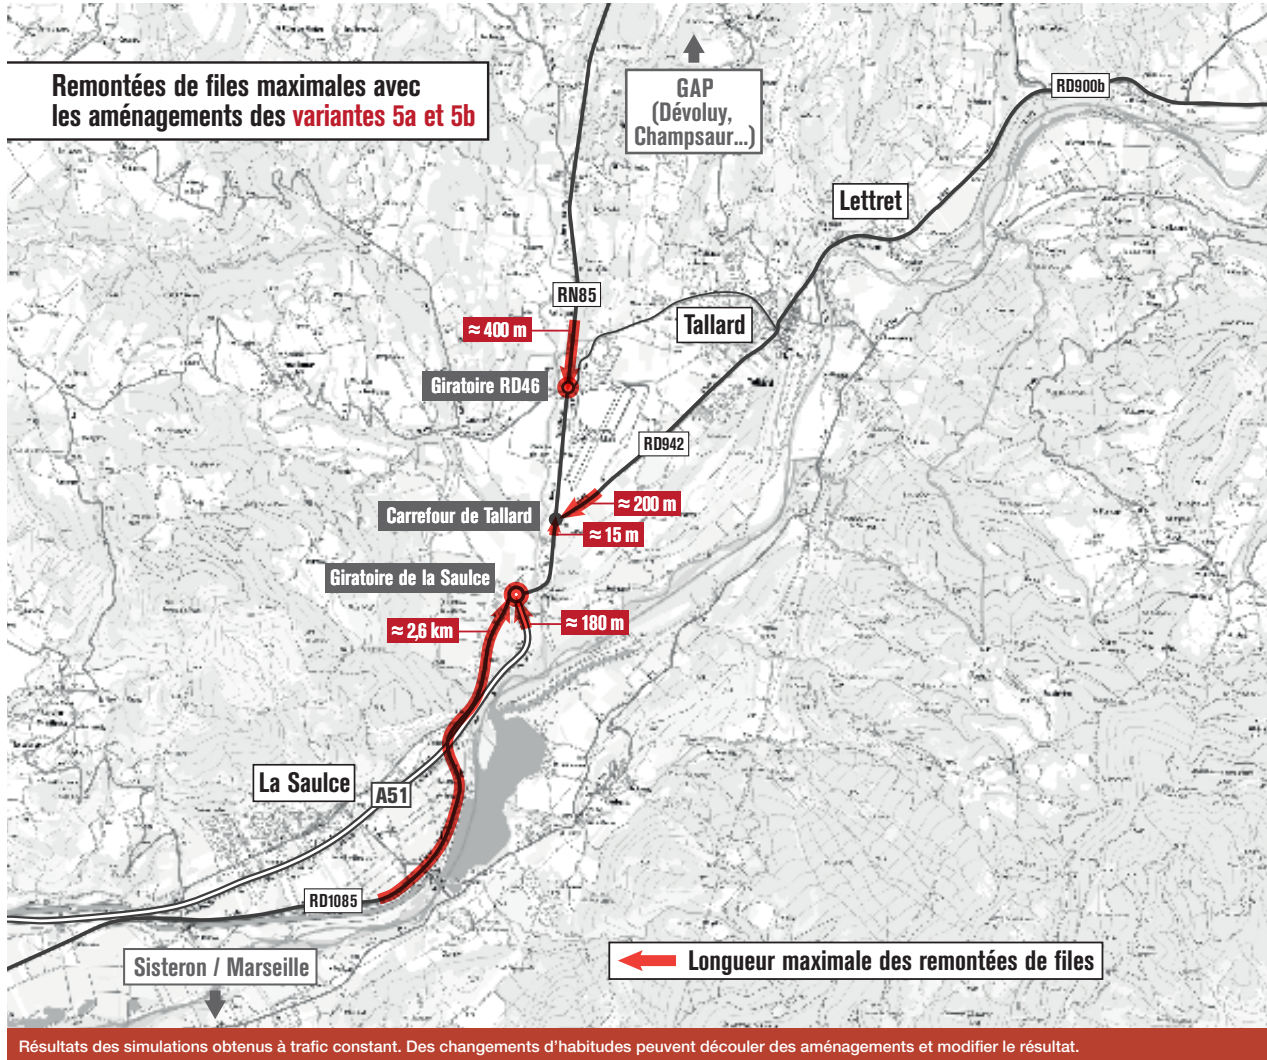 Remontées de files maximales avec
les aménagements des variantes 5a et 5b
GAP
(Dévoluy,
Champsaur...)
RD900b
Lettret
RN85
≈ 400 m
Tallard
Giratoire RD46
RD942
≈ 200 m
Carrefour de Tallard
≈ 15 m
Giratoire de la Saulce
≈ 180 m
≈ 2,6 km
La Saulce
A51
RD1085
Sisteron / Marseille
Longueur maximale des remontées de files
Résultats des simulations obtenus à trafic constant. Des changements d’habitudes peuvent découler des aménagements et modifier le résultat.